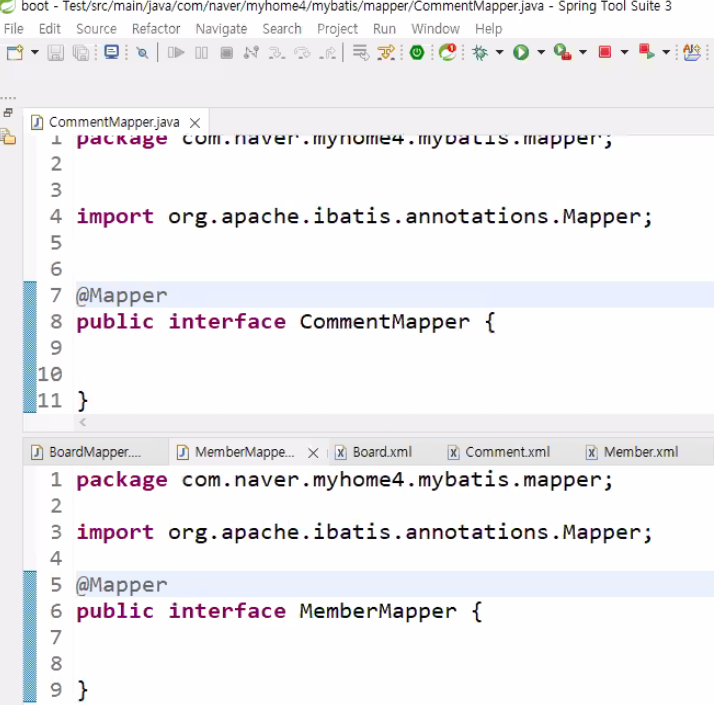 boot - Test/src/main/java/com/naver/myhome4/mybatis/mapper/CommentMapper.java - Spring Tool Suite 3
File Edit Source Refactor Navigate Search Project Run Window Help
CommentMapper.java
1 package com.naver.myhome4.mybatis.mapper;
2
3
4 import org.apache.ibatis.annotations.Mapper;
5
6
7 @Mapper
8 public interface CommentMapper {
9
10
11 }
BoardMapper.... MemberMappe... Board.xml Comment.xml Member.xml
1 package com.naver.myhome4.mybatis.mapper;
2
3 import org.apache.ibatis.annotations.Mapper;
4
5 @Mapper
6 public interface MemberMapper {
7
8
9 }